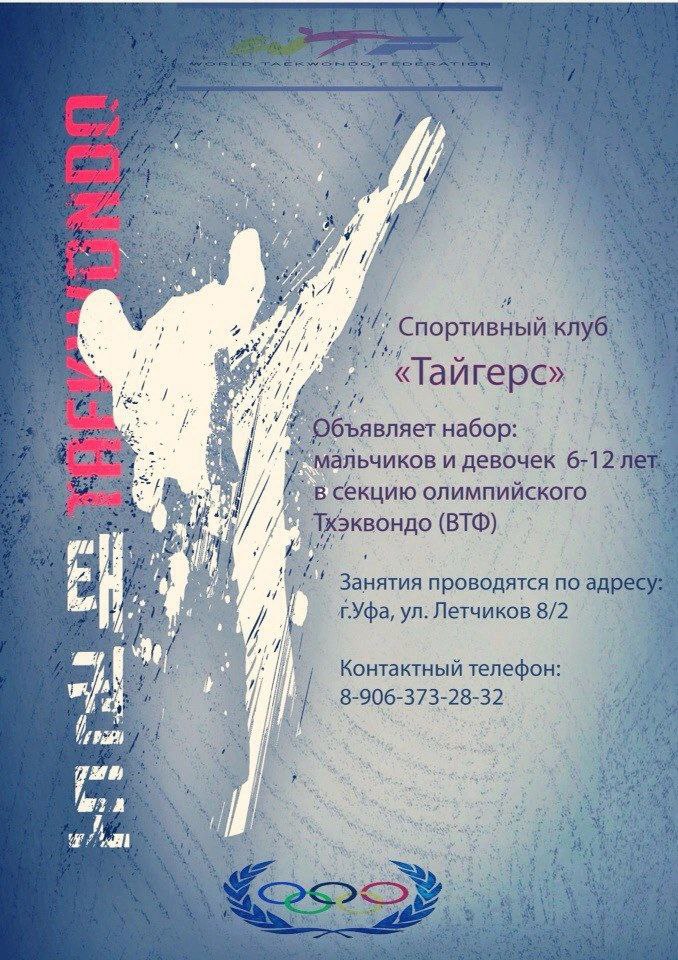 WTF
WORLD TAEKWONDO FEDERATION
TAEKWONDO
태권도
Спортивный клуб
«Тайгерс»
Объявляет набор:
мальчиков и девочек 6-12 лет
в секцию олимпийского
Тхэквондо (ВТФ)
Занятия проводятся по адресу:
г.Уфа, ул. Летчиков 8/2
Контактный телефон:
8-906-373-28-32